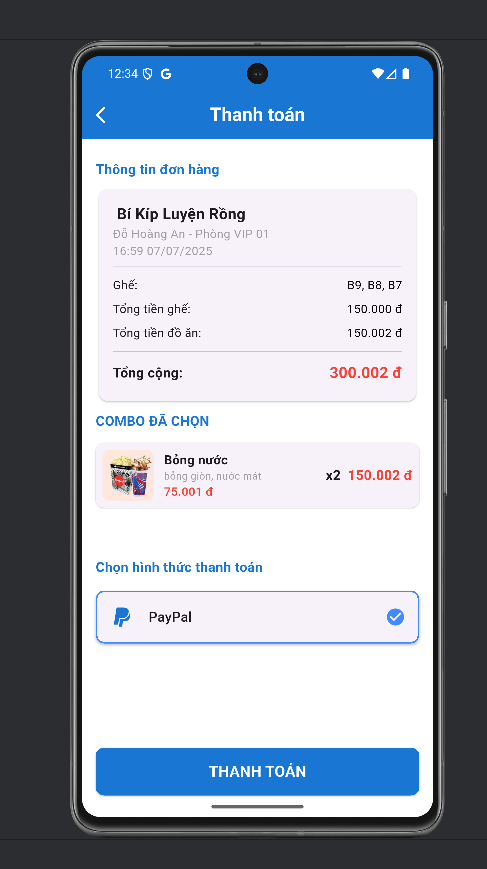 12:34
Thanh toán
Thông tin đơn hàng
Bí Kíp Luyện Rồng
Đỗ Hoàng An - Phòng VIP 01
16:59 07/07/2025
Ghế: B9, B8, B7
Tổng tiền ghế: 150.000 đ
Tổng tiền đồ ăn: 150.002 đ
Tổng cộng: 300.002 đ
COMBO ĐÃ CHỌN
Bỏng nước
bỏng giòn, nước mát
75.001 đ
x2 150.002 đ
Chọn hình thức thanh toán
PayPal
THANH TOÁN